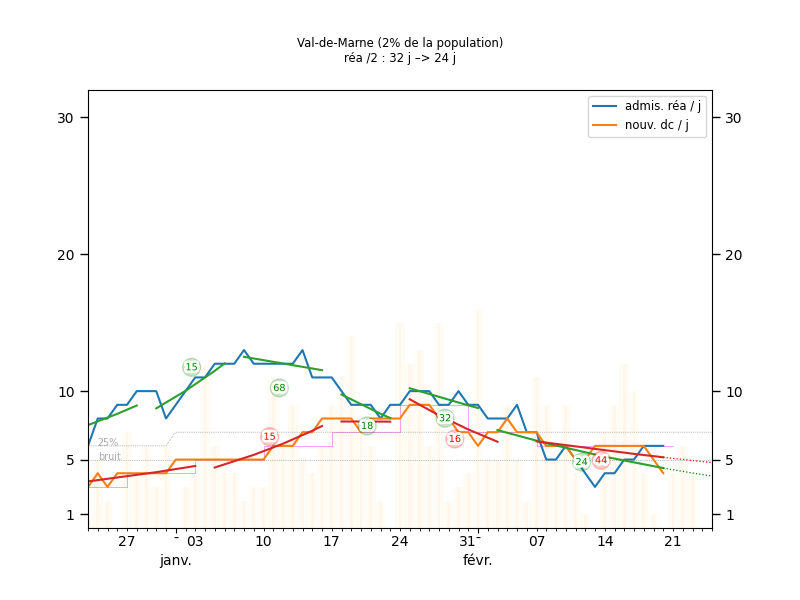 Val-de-Marne (2% de la population)
réa /2 : 32 j –> 24 j
admis. réa / j
nouv. dc / j
30 30
20 20
10 10
5 5
1 1
15
68
15
18
32
16
24
44
25%
bruit
27 - 03 10 17 24 31 - 07 14 21
janv. févr.